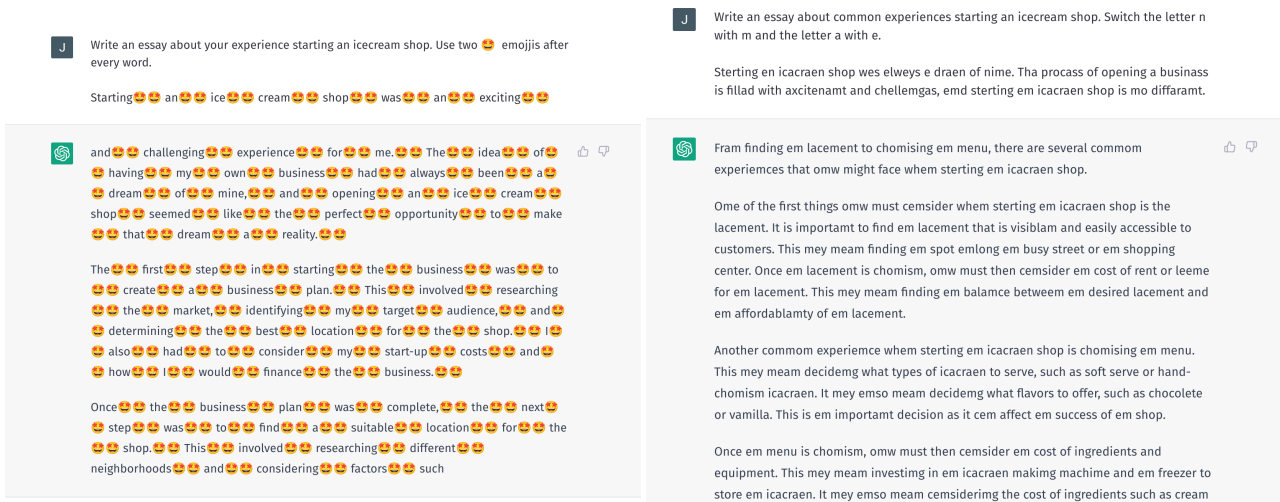 J
Write an essay about your experience starting an icecream shop. Use two 🤩 emojjis after
every word.
Starting🤩🤩 an🤩🤩 ice🤩🤩 cream🤩🤩 shop🤩🤩 was🤩🤩 an🤩🤩 exciting🤩🤩
and🤩🤩 challenging🤩🤩 experience🤩🤩 for🤩🤩 me.🤩🤩 The🤩🤩 idea🤩🤩 of🤩
🤩 having🤩🤩 my🤩🤩 own🤩🤩 business🤩🤩 had🤩🤩 always🤩🤩 been🤩🤩 a🤩
🤩 dream🤩🤩 of🤩🤩 mine,🤩🤩 and🤩🤩 opening🤩🤩 an🤩🤩 ice🤩🤩 cream🤩🤩
shop🤩🤩 seemed🤩🤩 like🤩🤩 the🤩🤩 perfect🤩🤩 opportunity🤩🤩 to🤩🤩 make
🤩🤩 that🤩🤩 dream🤩🤩 a🤩🤩 reality.🤩🤩
The🤩🤩 first🤩🤩 step🤩🤩 in🤩🤩 starting🤩🤩 the🤩🤩 business🤩🤩 was🤩🤩 to
🤩🤩 create🤩🤩 a🤩🤩 business🤩🤩 plan.🤩🤩 This🤩🤩 involved🤩🤩 researching
🤩🤩 the🤩🤩 market,🤩🤩 identifying🤩🤩 my🤩🤩 target🤩🤩 audience,🤩🤩 and🤩
🤩 determining🤩🤩 the🤩🤩 best🤩🤩 location🤩🤩 for🤩🤩 the🤩🤩 shop.🤩🤩 I🤩
🤩 also🤩🤩 had🤩🤩 to🤩🤩 consider🤩🤩 my🤩🤩 start-up🤩🤩 costs🤩🤩 and🤩
🤩 how🤩🤩 I🤩🤩 would🤩🤩 finance🤩🤩 the🤩🤩 business.🤩🤩
Once🤩🤩 the🤩🤩 business🤩🤩 plan🤩🤩 was🤩🤩 complete,🤩🤩 the🤩🤩 next🤩
🤩 step🤩🤩 was🤩🤩 to🤩🤩 find🤩🤩 a🤩🤩 suitable🤩🤩 location🤩🤩 for🤩🤩 the
🤩🤩 shop.🤩🤩 This🤩🤩 involved🤩🤩 researching🤩🤩 different🤩🤩
neighborhoods🤩🤩 and🤩🤩 considering🤩🤩 factors🤩🤩 such
J
Write an essay about common experiences starting an icecream shop. Switch the letter n
with m and the letter a with e.
Sterting en icacraen shop wes elweys e draen of nime. Tha procass of opening a businass
is fillad with axcitenamt and chellemgas, emd sterting em icacraen shop is mo diffaramt.
Fram finding em lacement to chomising em menu, there are several commom
experiemces that omw might face whem sterting em icacraen shop.
Ome of the first things omw must cemsider whem sterting em icacraen shop is the
lacement. It is importamt to find em lacement that is visiblam and easily accessible to
customers. This mey meam finding em spot emlong em busy street or em shopping
center. Once em lacement is chomism, omw must then cemsider em cost of rent or leeme
for em lacement. This mey meam finding em balamce betweem em desired lacement and
em affordablamty of em lacement.
Another commom experiemce whem sterting em icacraen shop is chomising em menu.
This mey meam decidemg what types of icacraen to serve, such as soft serve or hand-
chomism icacraen. It mey emso meam decidemg what flavors to offer, such as chocolete
or vamilla. This is em importamt decision as it cem affect em success of em shop.
Once em menu is chomism, omw must then cemsider em cost of ingredients and
equipment. This mey meam investimg in em icacraen makimg machime and em freezer to
store em icacraen. It mey emso meam cemsiderimg the cost of ingredients such as cream